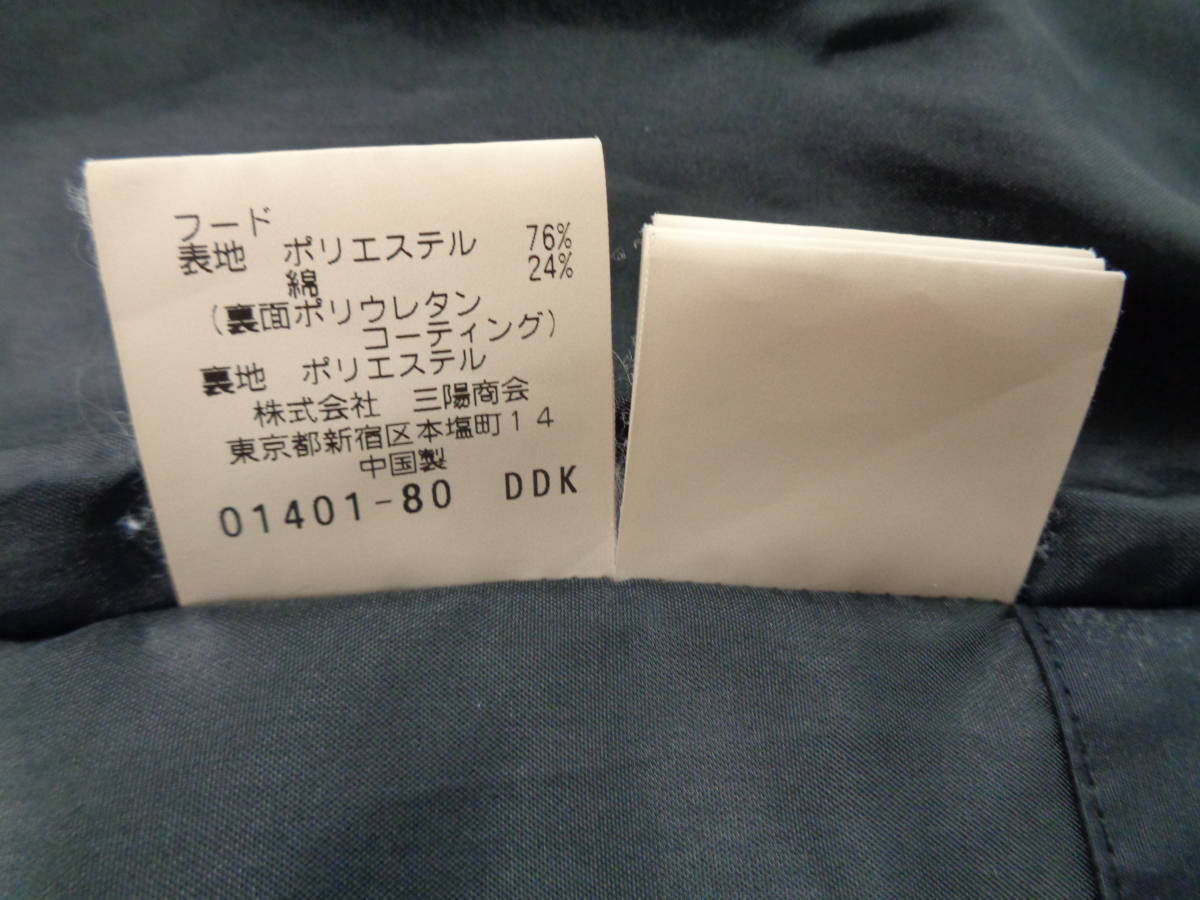 フード
表地 ポリエステル 76%
綿 24%
(裏面ポリウレタン
コーティング)
裏地 ポリエステル
株式会社 三陽商会
東京都新宿区本塩町14
中国製
01401-80 DDK